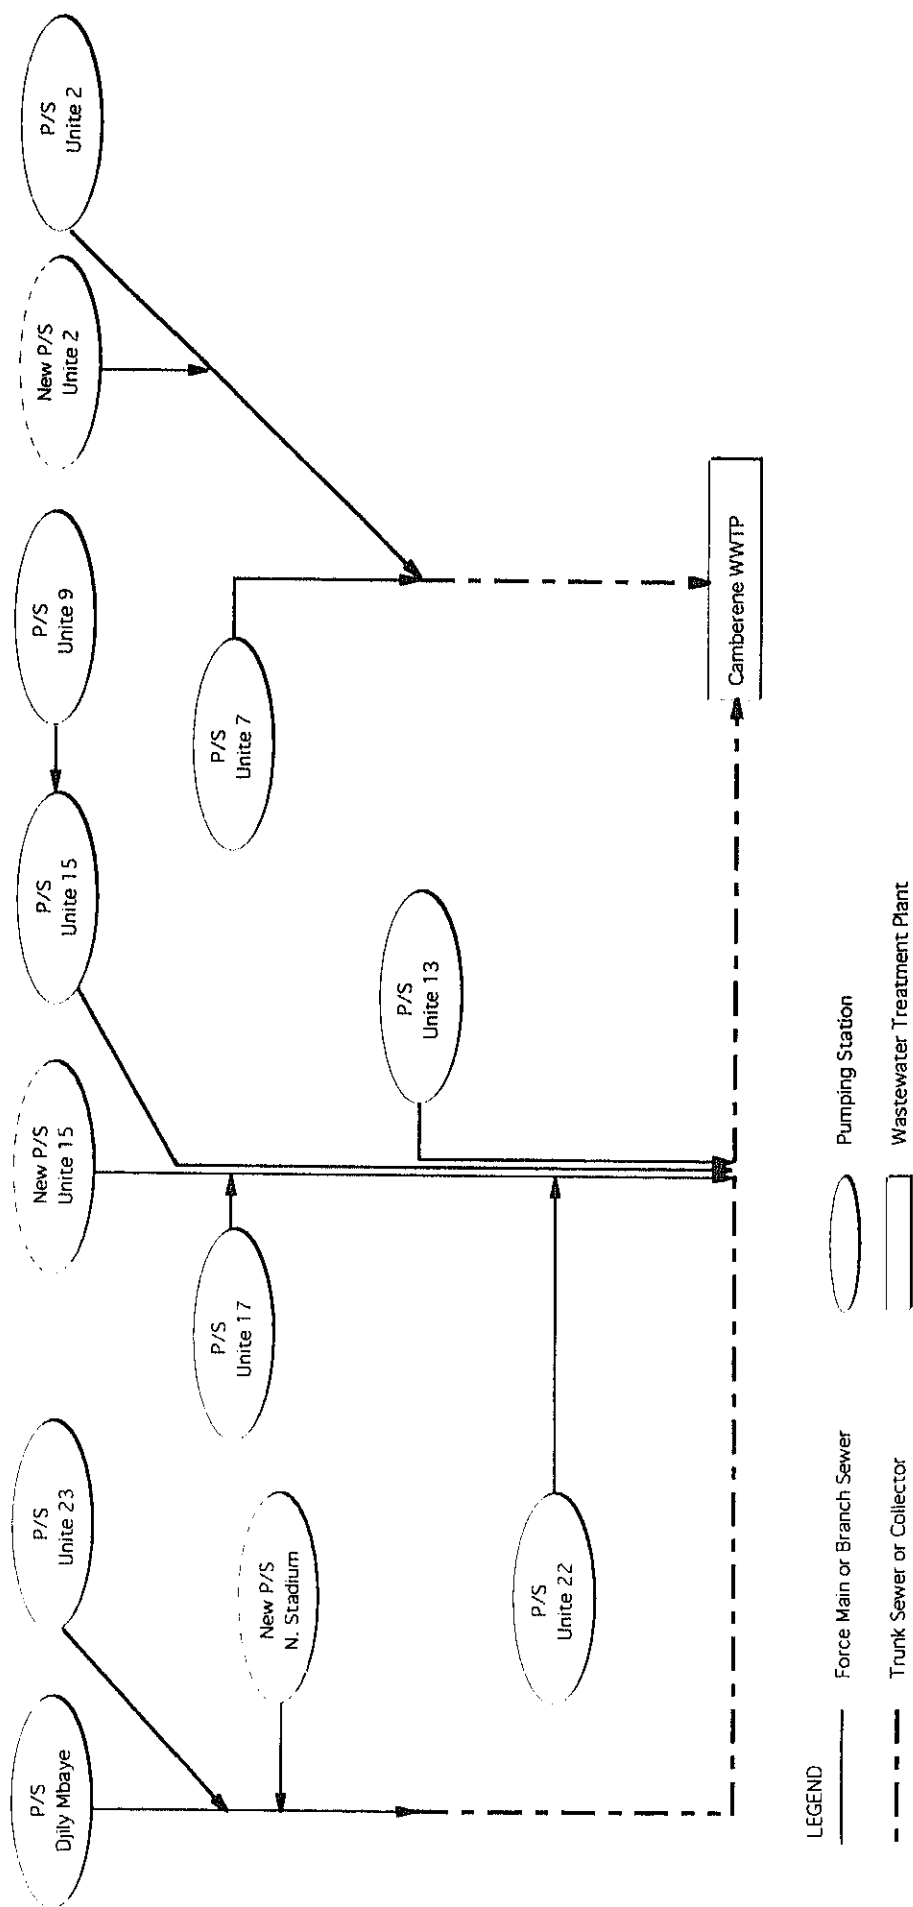 P/S
Djily Mbaye
P/S
Unite 23
New P/S
Unite 15
P/S
Unite 15
P/S
Unite 9
New P/S
Unite 2
P/S
Unite 2
New P/S
N. Stadium
P/S
Unite 17
P/S
Unite 7
P/S
Unite 22
P/S
Unite 13
Camberene WWTP
LEGEND
Force Main or Branch Sewer
Pumping Station
Trunk Sewer or Collector
Wastewater Treatment Plant